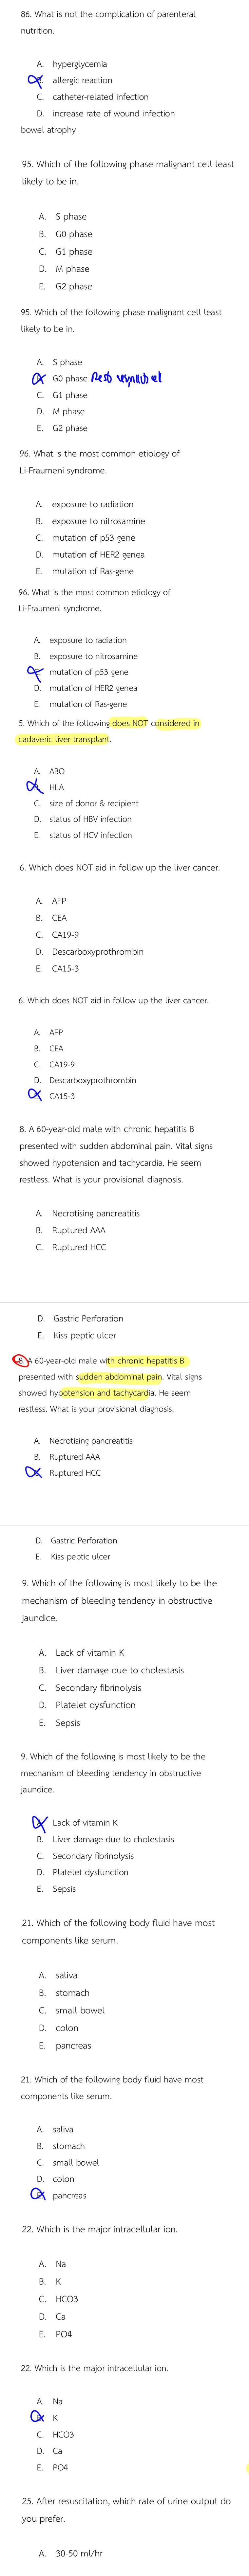 86. What is not the complication of parenteral
nutrition.
A. hyperglycemia
B. allergic reaction
C. catheter-related infection
D. increase rate of wound infection
bowel atrophy
95. Which of the following phase malignant cell least
likely to be in.
A. S phase
B. G0 phase
C. G1 phase
D. M phase
E. G2 phase
95. Which of the following phase malignant cell least
likely to be in.
A. S phase
G0 phase
C. G1 phase
D. M phase
E. G2 phase
96. What is the most common etiology of
Li-Fraumeni syndrome.
A. exposure to radiation
B. exposure to nitrosamine
C. mutation of p53 gene
D. mutation of HER2 genea
E. mutation of Ras-gene
96. What is the most common etiology of
Li-Fraumeni syndrome.
A. exposure to radiation
B. exposure to nitrosamine
mutation of p53 gene
D. mutation of HER2 genea
E. mutation of Ras-gene
5. Which of the following does NOT considered in
cadaveric liver transplant.
A. ABO
HLA
C. size of donor & recipient
D. status of HBV infection
E. status of HCV infection
6. Which does NOT aid in follow up the liver cancer.
A. AFP
B. CEA
C. CA19-9
D. Descarboxyprothrombin
E. CA15-3
6. Which does NOT aid in follow up the liver cancer.
A. AFP
B. CEA
C. CA19-9
D. Descarboxyprothrombin
CA15-3
8. A 60-year-old male with chronic hepatitis B
presented with sudden abdominal pain. Vital signs
showed hypotension and tachycardia. He seem
restless. What is your provisional diagnosis.
A. Necrotising pancreatitis
B. Ruptured AAA
C. Ruptured HCC
D. Gastric Perforation
E. Kiss peptic ulcer
8. A 60-year-old male with chronic hepatitis B
presented with sudden abdominal pain. Vital signs
showed hypotension and tachycardia. He seem
restless. What is your provisional diagnosis.
A. Necrotising pancreatitis
B. Ruptured AAA
Ruptured HCC
D. Gastric Perforation
E. Kiss peptic ulcer
9. Which of the following is most likely to be the
mechanism of bleeding tendency in obstructive
jaundice.
A. Lack of vitamin K
B. Liver damage due to cholestasis
C. Secondary fibrinolysis
D. Platelet dysfunction
E. Sepsis
9. Which of the following is most likely to be the
mechanism of bleeding tendency in obstructive
jaundice.
A. Lack of vitamin K
B. Liver damage due to cholestasis
C. Secondary fibrinolysis
D. Platelet dysfunction
E. Sepsis
21. Which of the following body fluid have most
components like serum.
A. saliva
B. stomach
C. small bowel
D. colon
E. pancreas
21. Which of the following body fluid have most
components like serum.
A. saliva
B. stomach
C. small bowel
D. colon
pancreas
22. Which is the major intracellular ion.
A. Na
B. K
C. HCO3
D. Ca
E. PO4
22. Which is the major intracellular ion.
A. Na
K
C. HCO3
D. Ca
E. PO4
25. After resuscitation, which rate of urine output do
you prefer.
A. 30-50 ml/hr